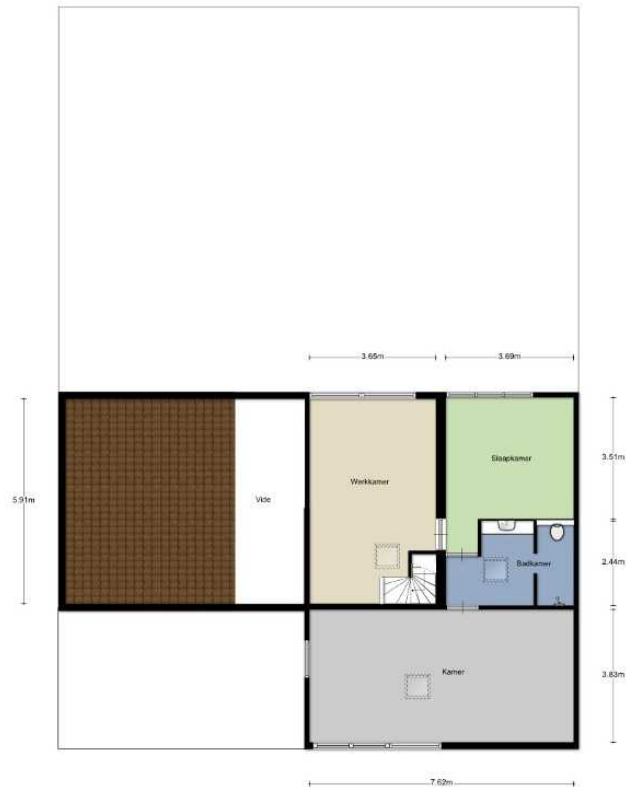 3.65m
3.69m
Werkkamer
Slaapkamer
3.51m
5.91m
Vide
Badkamer
2.44m
Kamer
3.83m
7.62m